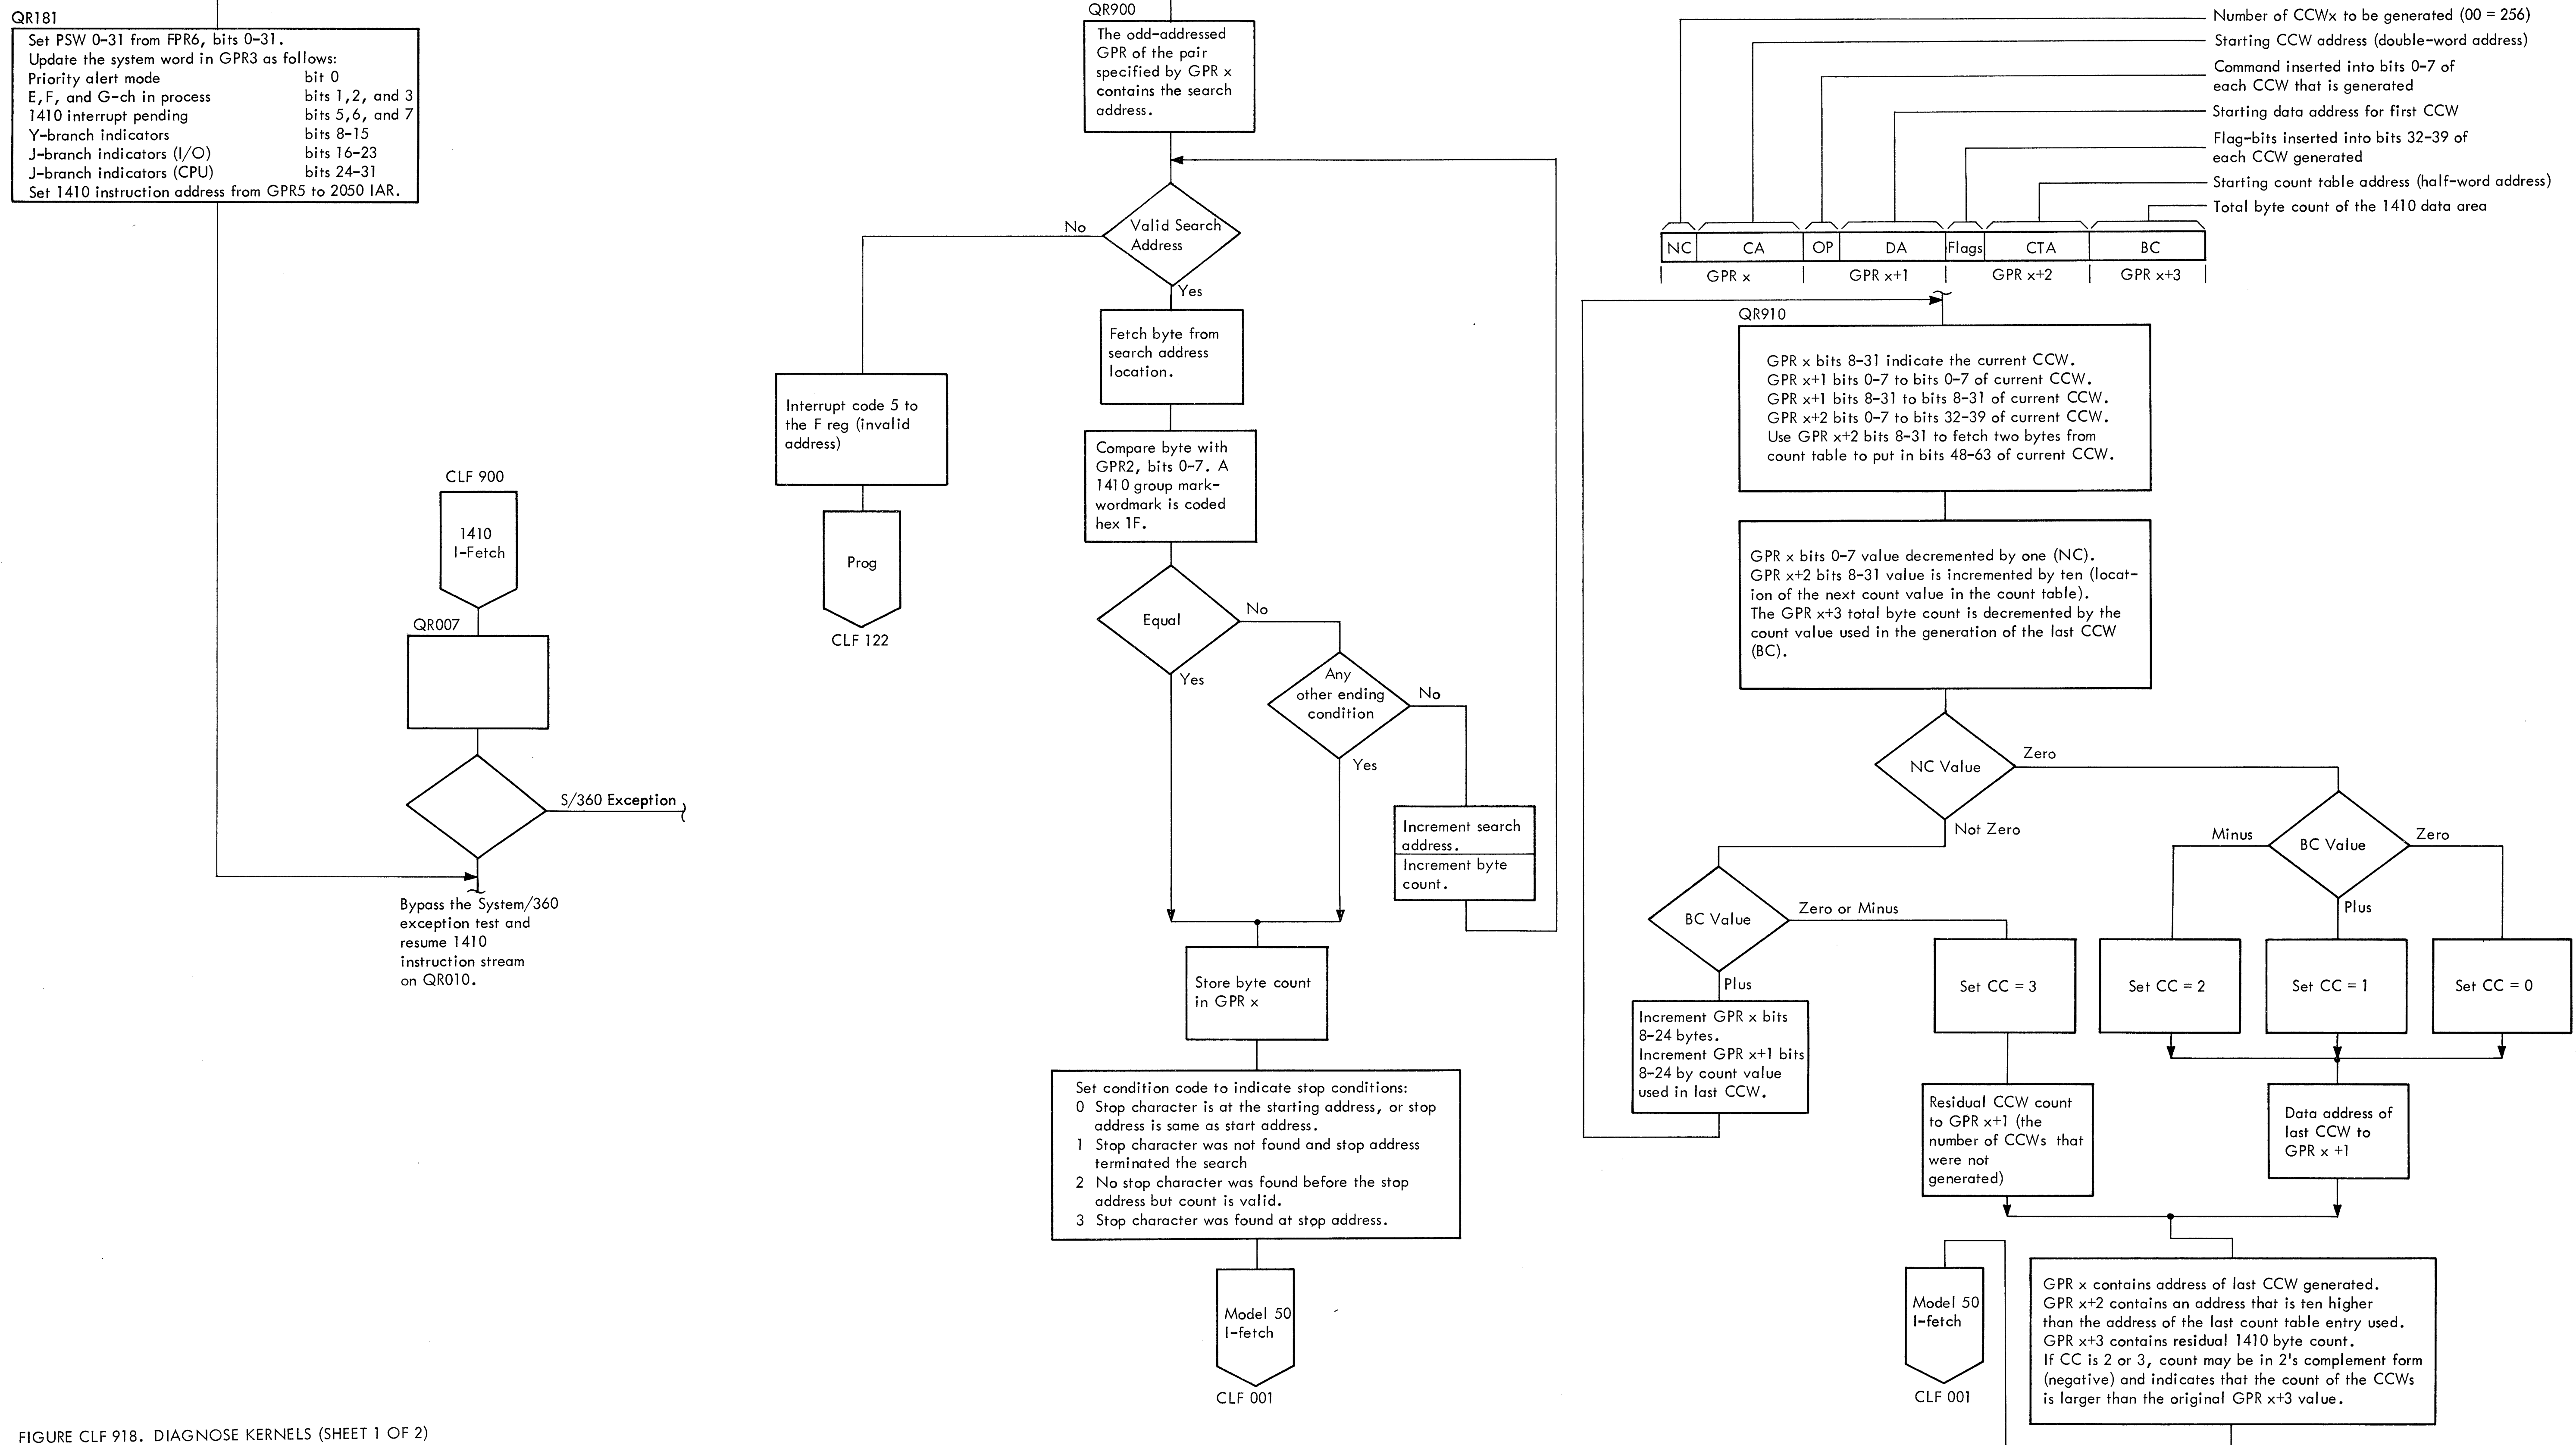 QR181
Set PSW 0-31 from FPR6, bits 0-31.
Update the system word in GPR3 as follows:
Priority alert mode bit 0
E,F, and G-ch in process bits 1,2, and 3
1410 interrupt pending bits 5,6, and 7
Y-branch indicators bits 8-15
J-branch indicators (I/O) bits 16-23
J-branch indicators (CPU) bits 24-31
Set 1410 instruction address from GPR5 to 2050 IAR.
CLF 900
1410
I-Fetch
QR007
S/360 Exception
Bypass the System/360
exception test and
resume 1410
instruction stream
on QR010.
QR900
The odd-addressed
GPR of the pair
specified by GPR x
contains the search
address.
Valid Search
Address
No
Yes
Interrupt code 5 to
the F reg (invalid
address)
Prog
CLF 122
Fetch byte from
search address
location.
Compare byte with
GPR2, bits 0-7. A
1410 group mark-
wordmark is coded
hex 1F.
Equal
No
Yes
Any
other ending
condition
No
Yes
Increment search
address.
Increment byte
count.
Store byte count
in GPR x
Set condition code to indicate stop conditions:
0 Stop character is at the starting address, or stop
address is same as start address.
1 Stop character was not found and stop address
terminated the search
2 No stop character was found before the stop
address but count is valid.
3 Stop character was found at stop address.
Model 50
I-fetch
CLF 001
Number of CCWx to be generated (00 = 256)
Starting CCW address (double-word address)
Command inserted into bits 0-7 of
each CCW that is generated
Starting data address for first CCW
Flag-bits inserted into bits 32-39 of
each CCW generated
Starting count table address (half-word address)
Total byte count of the 1410 data area
NC CA OP DA Flags CTA BC
GPR x GPR x+1 GPR x+2 GPR x+3
QR910
GPR x bits 8-31 indicate the current CCW.
GPR x+1 bits 0-7 to bits 0-7 of current CCW.
GPR x+1 bits 8-31 to bits 8-31 of current CCW.
GPR x+2 bits 0-7 to bits 32-39 of current CCW.
Use GPR x+2 bits 8-31 to fetch two bytes from
count table to put in bits 48-63 of current CCW.
GPR x bits 0-7 value decremented by one (NC).
GPR x+2 bits 8-31 value is incremented by ten (locat-
ion of the next count value in the count table).
The GPR x+3 total byte count is decremented by the
count value used in the generation of the last CCW
(BC).
NC Value
Zero
Not Zero
BC Value
Zero or Minus
Plus
BC Value
Minus
Zero
Plus
Set CC = 3
Set CC = 2
Set CC = 1
Set CC = 0
Increment GPR x bits
8-24 bytes.
Increment GPR x+1 bits
8-24 by count value
used in last CCW.
Residual CCW count
to GPR x+1 (the
number of CCWs that
were not
generated)
Data address of
last CCW to
GPR x +1
Model 50
I-fetch
CLF 001
GPR x contains address of last CCW generated.
GPR x+2 contains an address that is ten higher
than the address of the last count table entry used.
GPR x+3 contains residual 1410 byte count.
If CC is 2 or 3, count may be in 2's complement form
(negative) and indicates that the count of the CCWs
is larger than the original GPR x+3 value.
FIGURE CLF 918. DIAGNOSE KERNELS (SHEET 1 OF 2)